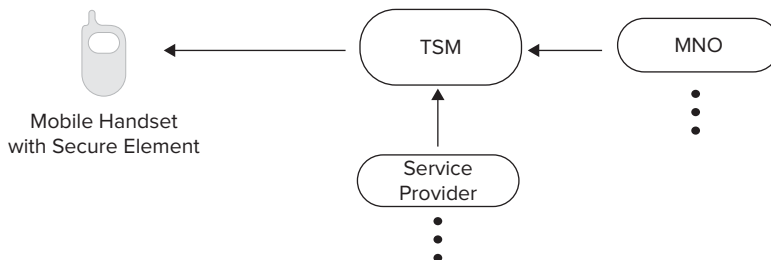 TSM
MNO
Mobile Handset
with Secure Element
Service
Provider